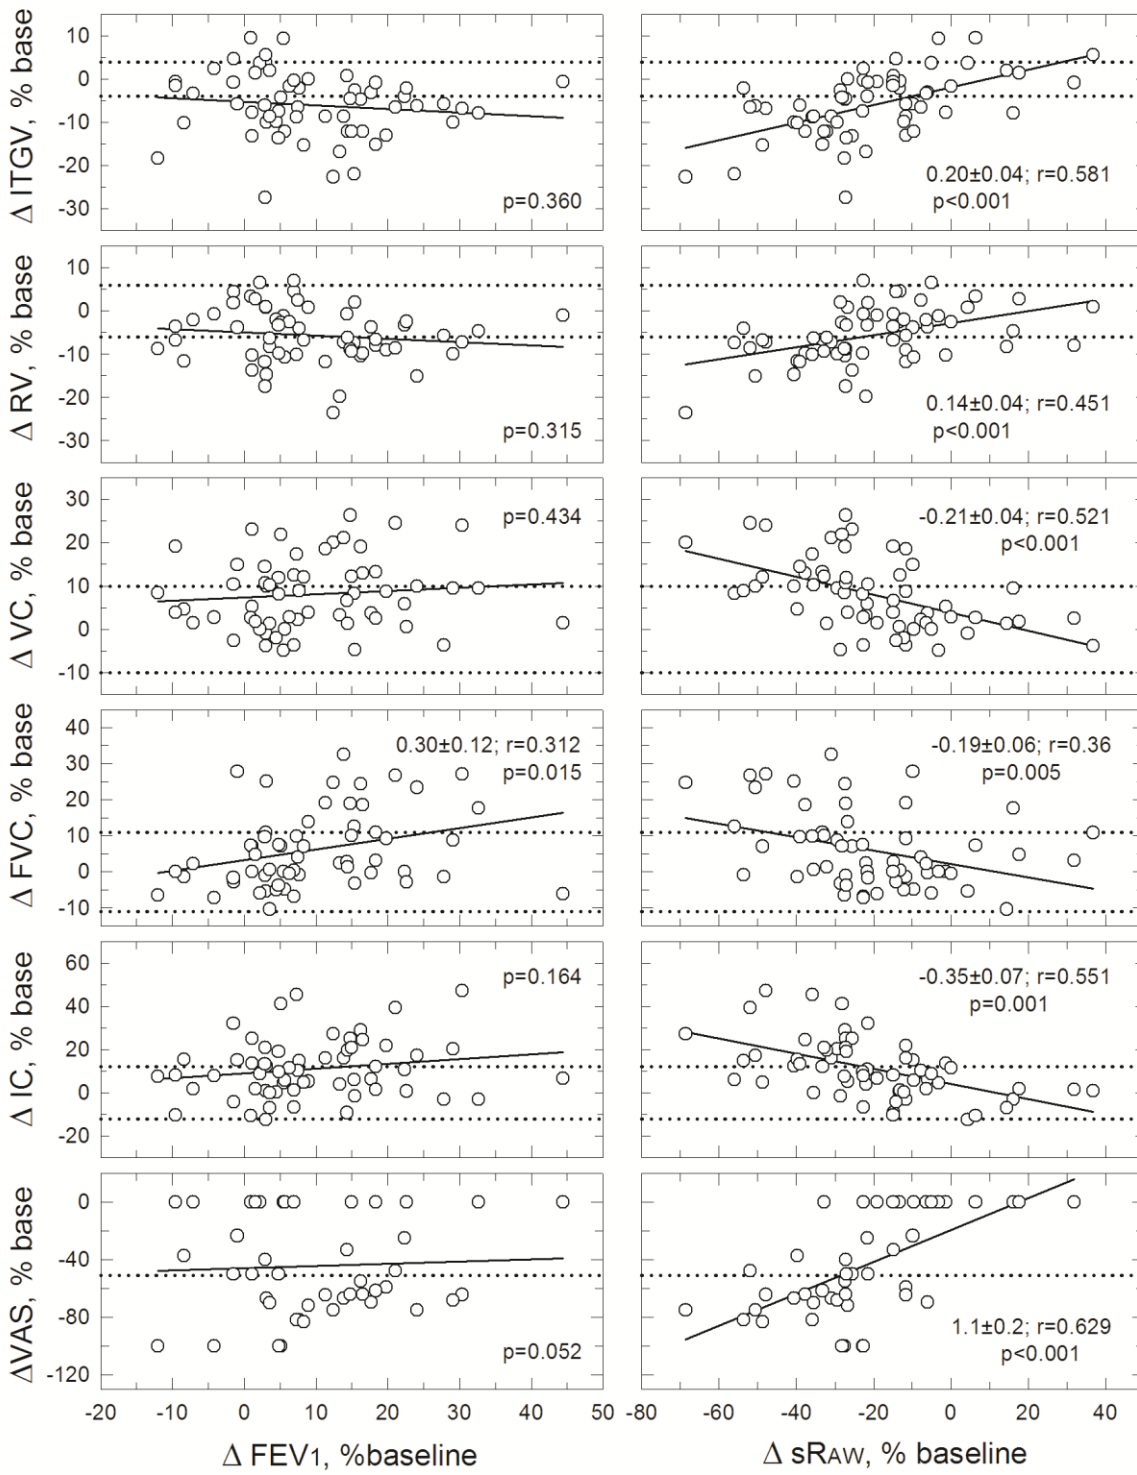 Δ ITGV, % base
10
0
-10
-20
-30
p=0.360
0.20±0.04; r=0.581
p<0.001
Δ RV, % base
10
0
-10
-20
-30
p=0.315
0.14±0.04; r=0.451
p<0.001
Δ VC, % base
30
20
10
0
-10
p=0.434
-0.21±0.04; r=0.521
p<0.001
Δ FVC, % base
40
30
20
10
0
-10
0.30±0.12; r=0.312
p=0.015
-0.19±0.06; r=0.36
p=0.005
Δ IC, % base
60
40
20
0
-20
p=0.164
-0.35±0.07; r=0.551
p=0.001
ΔVAS, % base
0
-40
-80
-120
p=0.052
1.1±0.2; r=0.629
p<0.001
-20 -10 0 10 20 30 40 50
-80 -60 -40 -20 0 20 40
Δ FEV1, %baseline
Δ sRAW, % baseline